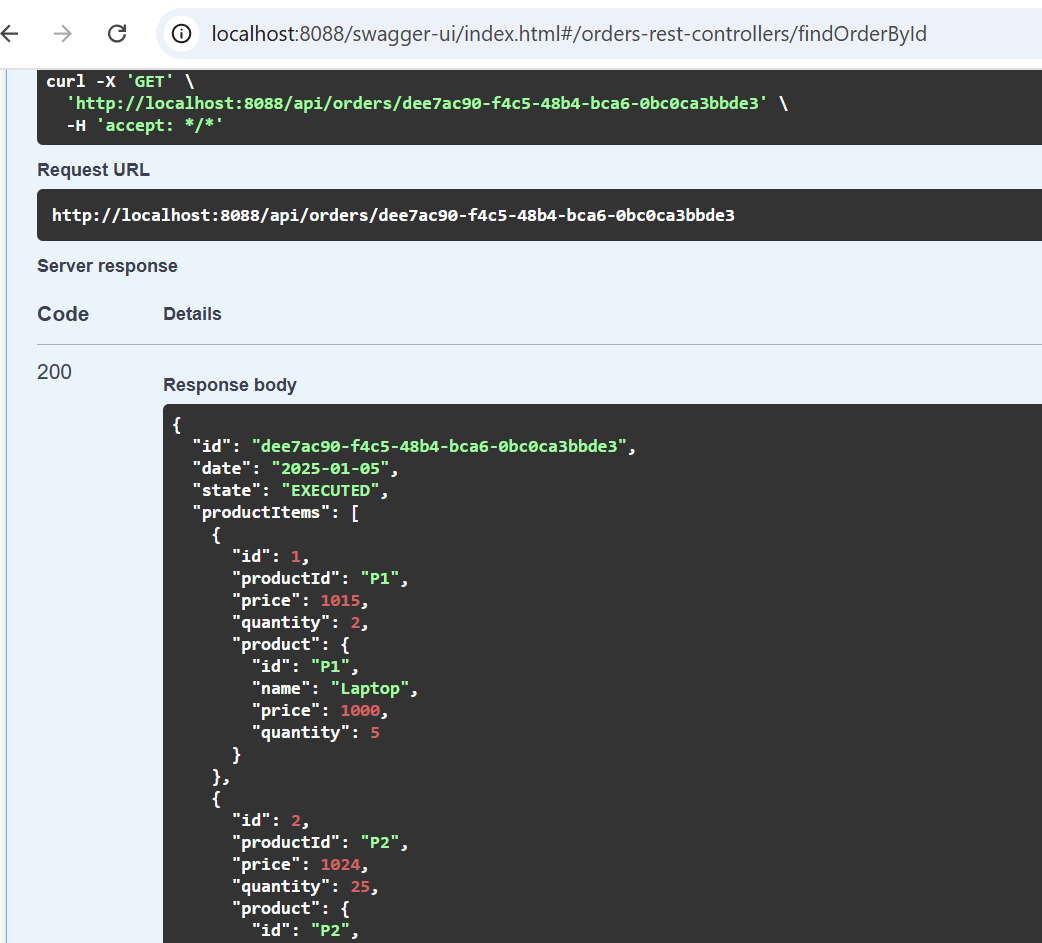 localhost:8088/swagger-ui/index.html#/orders-rest-controllers/findOrderById
curl -X 'GET' \
  'http://localhost:8088/api/orders/dee7ac90-f4c5-48b4-bca6-0bc0ca3bbde3' \
  -H 'accept: */*'
Request URL
http://localhost:8088/api/orders/dee7ac90-f4c5-48b4-bca6-0bc0ca3bbde3
Server response
Code Details
200
Response body
{
  "id": "dee7ac90-f4c5-48b4-bca6-0bc0ca3bbde3",
  "date": "2025-01-05",
  "state": "EXECUTED",
  "productItems": [
    {
      "id": 1,
      "productId": "P1",
      "price": 1015,
      "quantity": 2,
      "product": {
        "id": "P1",
        "name": "Laptop",
        "price": 1000,
        "quantity": 5
      }
    },
    {
      "id": 2,
      "productId": "P2",
      "price": 1024,
      "quantity": 25,
      "product": {
        "id": "P2",